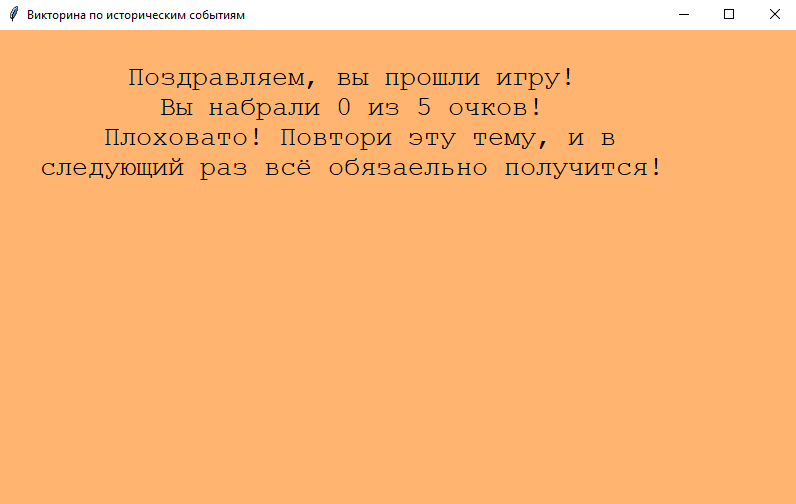 Викторина по историческим событиям
Поздравляем, вы прошли игру!
Вы набрали 0 из 5 очков!
Плоховато! Повтори эту тему, и в
следующий раз всё обязаельно получится!